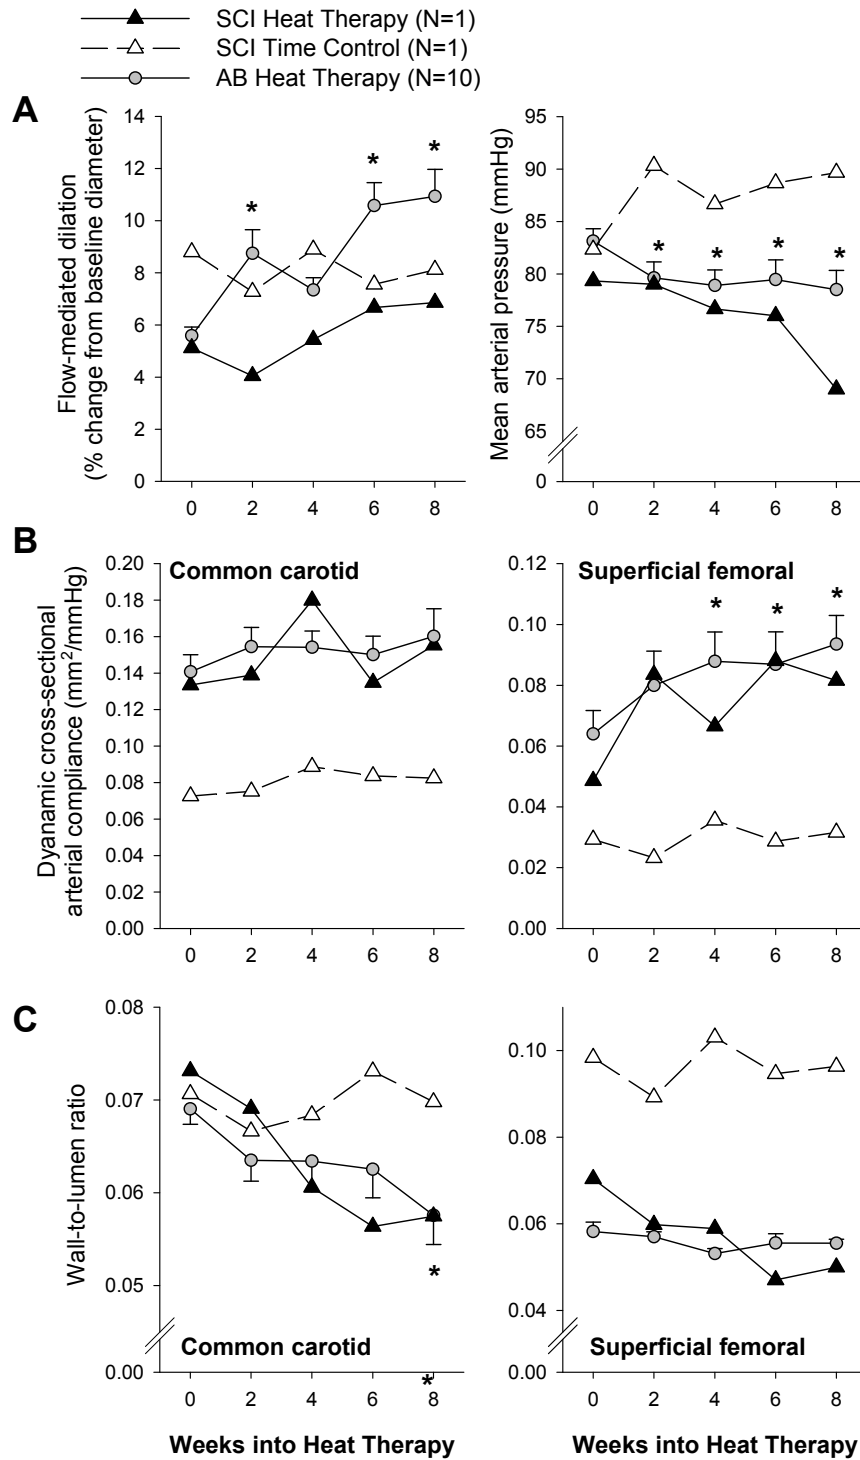 SCI Heat Therapy (N=1)
SCI Time Control (N=1)
AB Heat Therapy (N=10)
A
Flow-mediated dilation
(% change from baseline diameter)
14
12
10
8
6
4
2
0
* * *
0 2 4 6 8
Mean arterial pressure (mmHg)
95
90
85
80
75
70
65
0
* * * *
0 2 4 6 8
B
Dyanamic cross-sectional
arterial compliance (mm²/mmHg)
Common carotid
0.20
0.18
0.16
0.14
0.12
0.10
0.08
0.06
0.04
0.02
0.00
0 2 4 6 8
Superficial femoral
0.12
0.10
0.08
0.06
0.04
0.02
0.00
* * *
0 2 4 6 8
C
Wall-to-lumen ratio
0.08
0.07
0.06
0.05
0.00
*
Common carotid
*
0 2 4 6 8
Weeks into Heat Therapy
0.10
0.08
0.06
0.04
0.00
Superficial femoral
0 2 4 6 8
Weeks into Heat Therapy